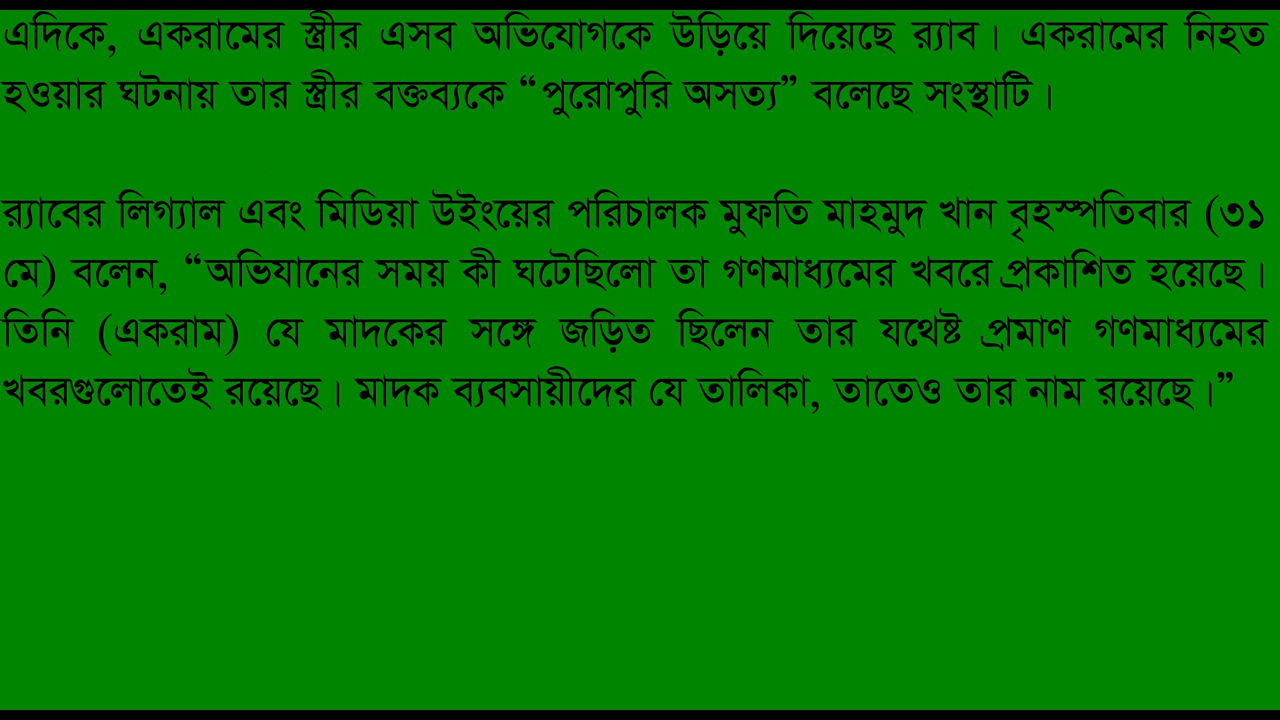 এদিকে, একরামের স্ত্রীর এসব অভিযোগকে উড়িয়ে দিয়েছে র‍্যাব। একরামের নিহত
হওয়ার ঘটনায় তার স্ত্রীর বক্তব্যকে “পুরোপুরি অসত্য” বলেছে সংস্থাটি।
র‍্যাবের লিগ্যাল এবং মিডিয়া উইংয়ের পরিচালক মুফতি মাহমুদ খান বৃহস্পতিবার (৩১
মে) বলেন, “অভিযানের সময় কী ঘটেছিলো তা গণমাধ্যমের খবরে প্রকাশিত হয়েছে।
তিনি (একরাম) যে মাদকের সঙ্গে জড়িত ছিলেন তার যথেষ্ট প্রমাণ গণমাধ্যমের
খবরগুলোতেই রয়েছে। মাদক ব্যবসায়ীদের যে তালিকা, তাতেও তার নাম রয়েছে।”